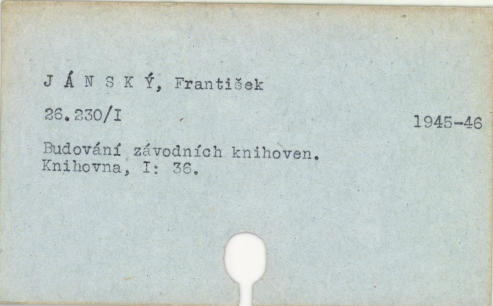 J Á N S K Ý, František
26.230/I
1945-46
Budování závodních knihoven.
Knihovna, I: 36.